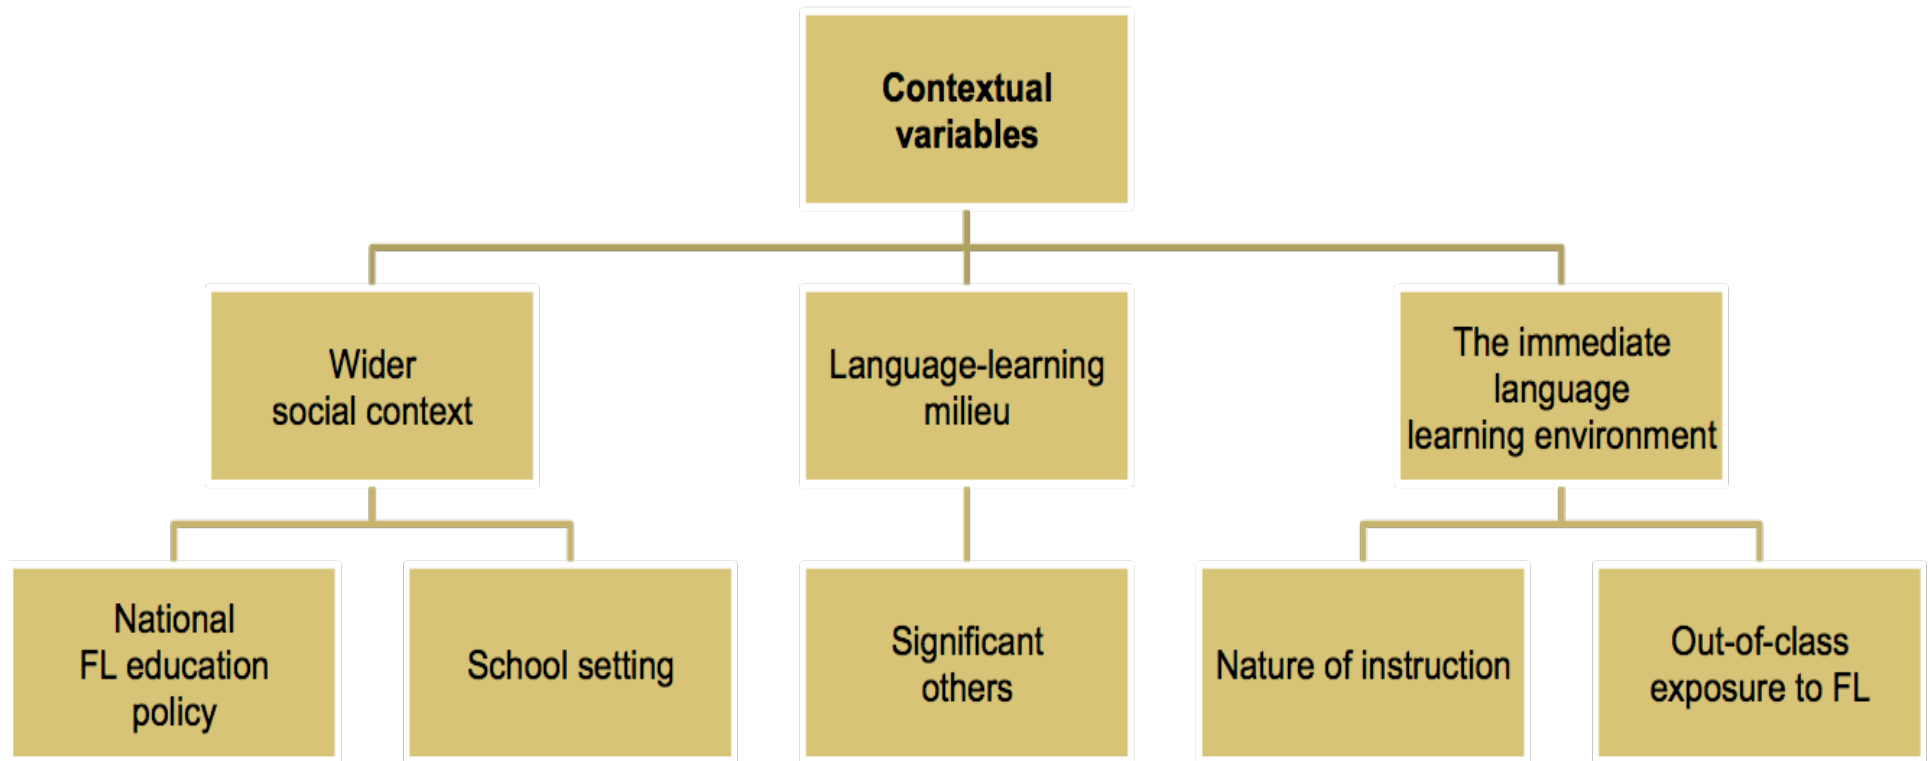 Contextual
variables
Wider
social context
Language-learning
milieu
The immediate
language
learning environment
National
FL education
policy
School setting
Significant
others
Nature of instruction
Out-of-class
exposure to FL